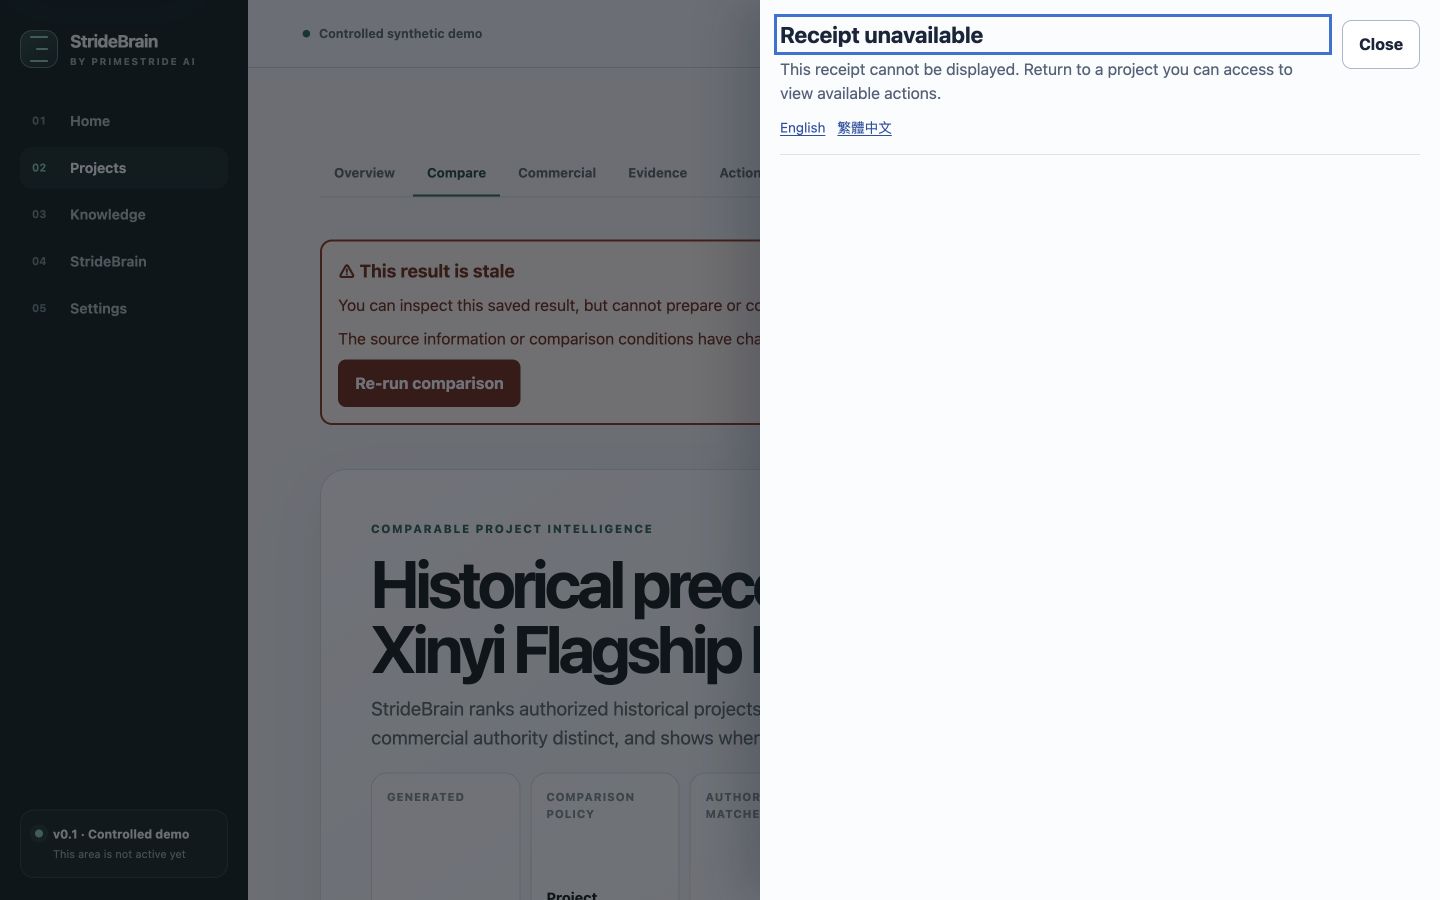 StrideBrain
BY PRIMESTRIDE AI
01 Home
02 Projects
03 Knowledge
04 StrideBrain
05 Settings
v0.1 · Controlled demo
This area is not active yet
Controlled synthetic demo
Overview Compare Commercial Evidence Action
This result is stale
You can inspect this saved result, but cannot prepare or
The source information or comparison conditions have
Re-run comparison
COMPARABLE PROJECT INTELLIGENCE
Historical
Xinyi Flagship
StrideBrain ranks authorized historical projects
commercial authority distinct, and shows
GENERATED
COMPARISON
POLICY
Project
AUTHOR
MATCHE
Receipt unavailable
Close
This receipt cannot be displayed. Return to a project you can access to
view available actions.
English 繁體中文